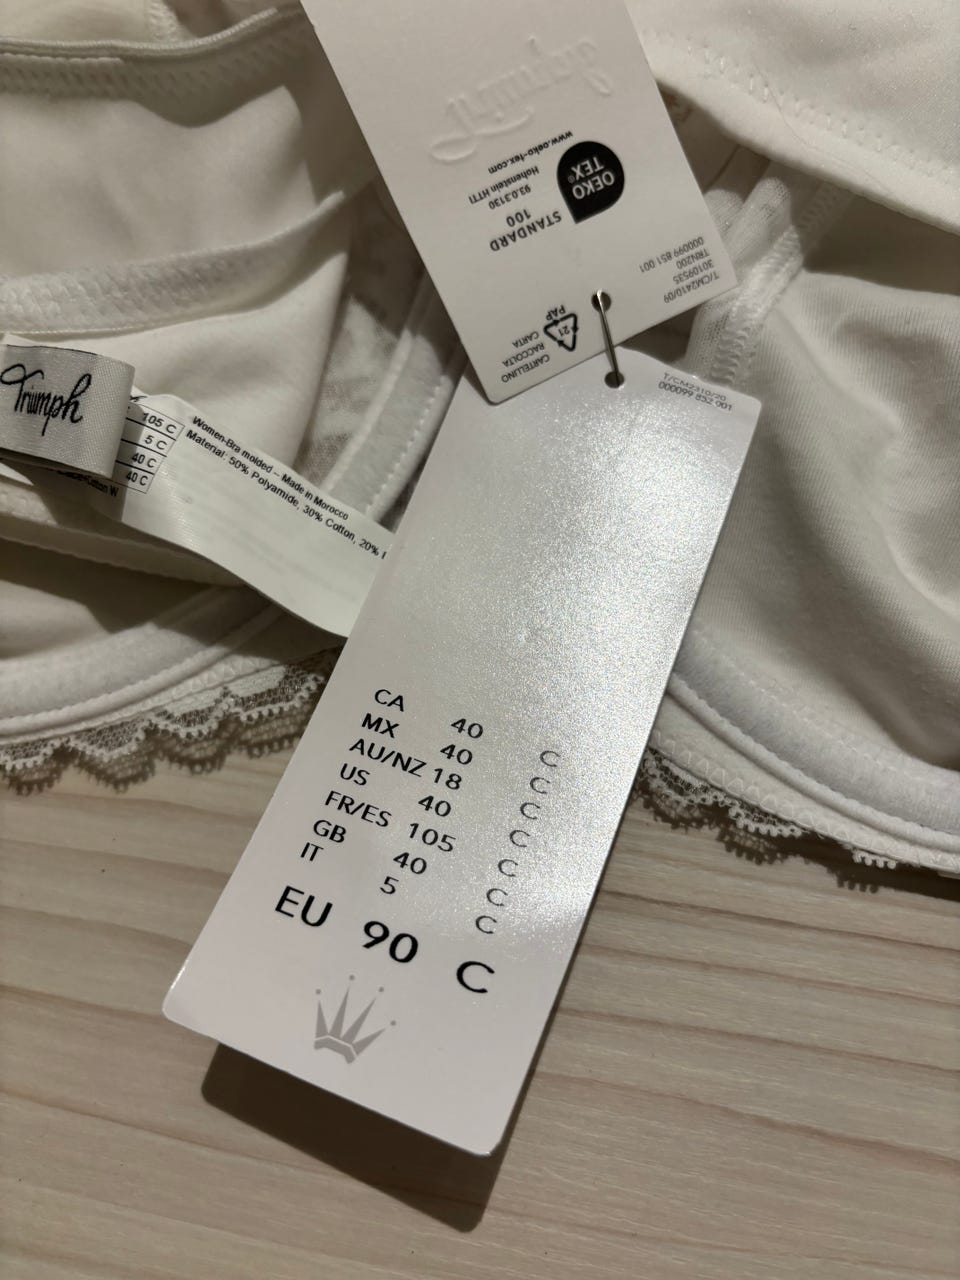 Triumph
OEKO
TEX®
STANDARD
100
93.0.3130
Hohenstein HTTI
www.oeko-tex.com
T/CM2410/09
30109535
TRN200
000099 851 001
21
PAP
CARTELLINO
RACCOLTA
CARTA
T/CM2310/20
000099 852 001
Triumph
105 C
5 C
40 C
40 C
Cotton W
Women-Bra molded – Made in Morocco
Material: 50% Polyamide, 30% Cotton, 20%
CA 40 C
MX 40 C
AU/NZ 18 C
US 40 C
FR/ES 105 C
GB 40 C
IT 5 C
EU 90 C